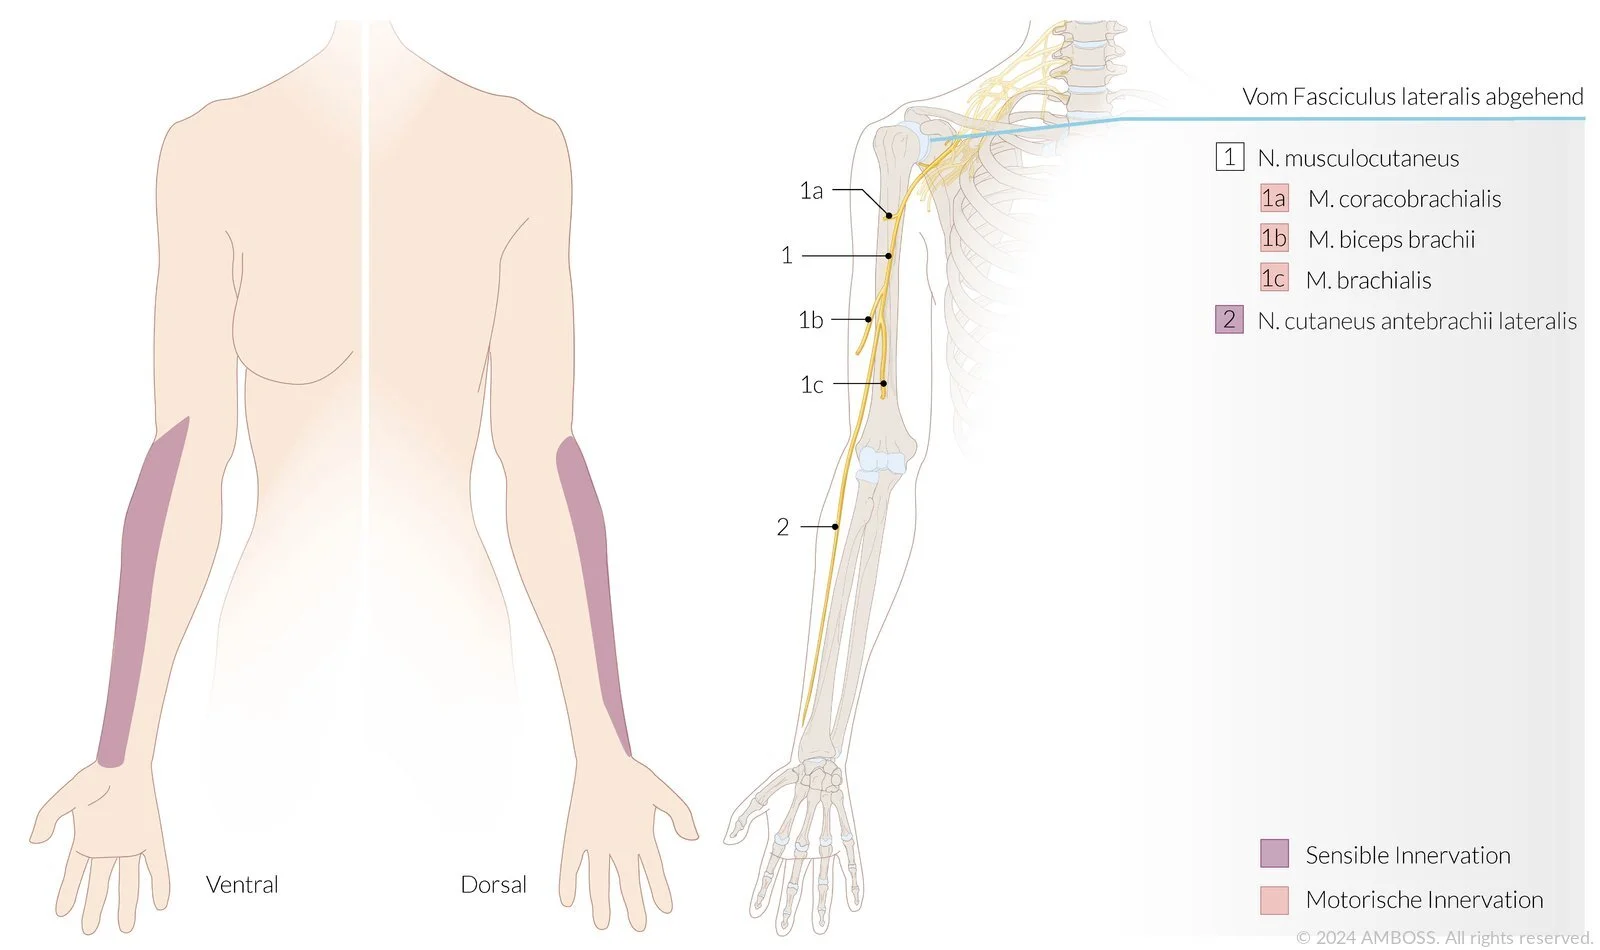 Vom Fasciculus lateralis abgehend
1 N. musculocutaneus
1a M. coracobrachialis
1b M. biceps brachii
1c M. brachialis
2 N. cutaneus antebrachii lateralis
1a
1
1b
1c
2
Ventral
Dorsal
Sensible Innervation
Motorische Innervation
© 2024 AMBOSS. All rights reserved.